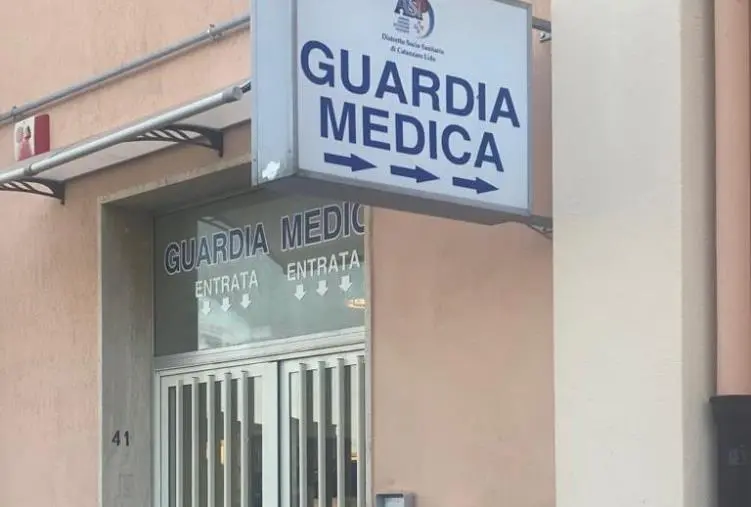 ASP
Distretto Socio Sanitario
di Catanzaro Lido
GUARDIA
MEDICA
GUARDIA MEDIC
ENTRATA ENTRATA
41